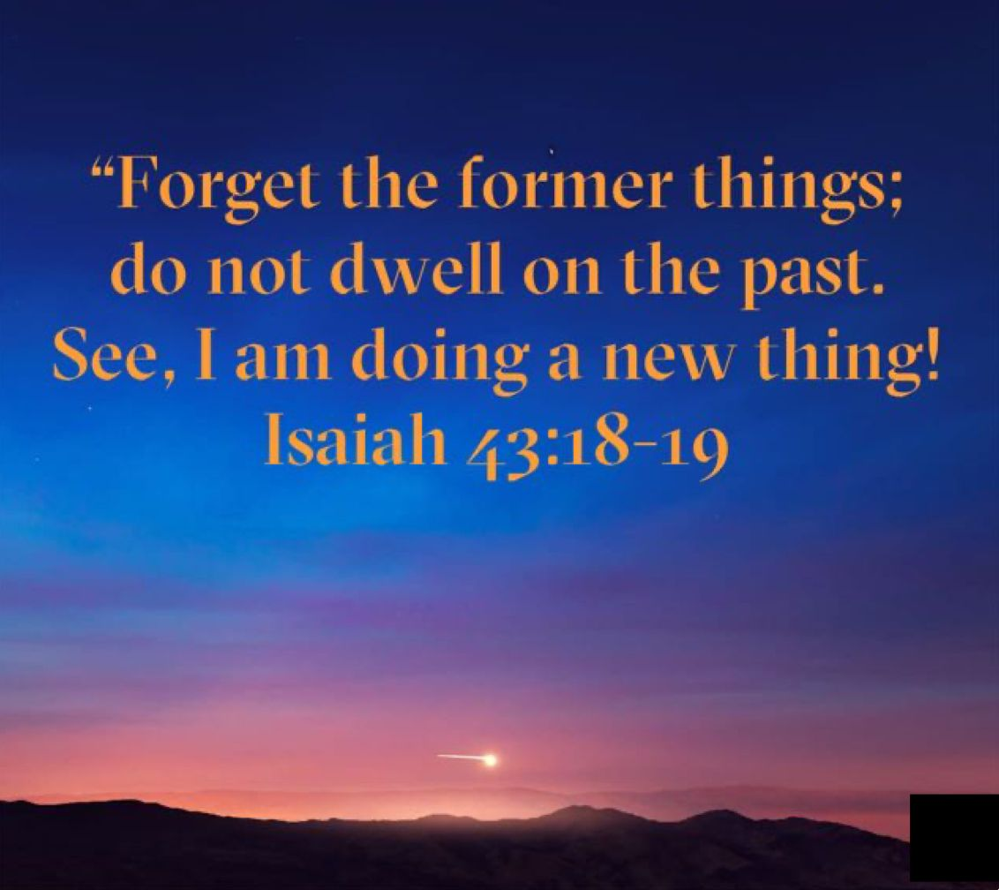 “Forget the former things;
do not dwell on the past.
See, I am doing a new thing!
Isaiah 43:18-19